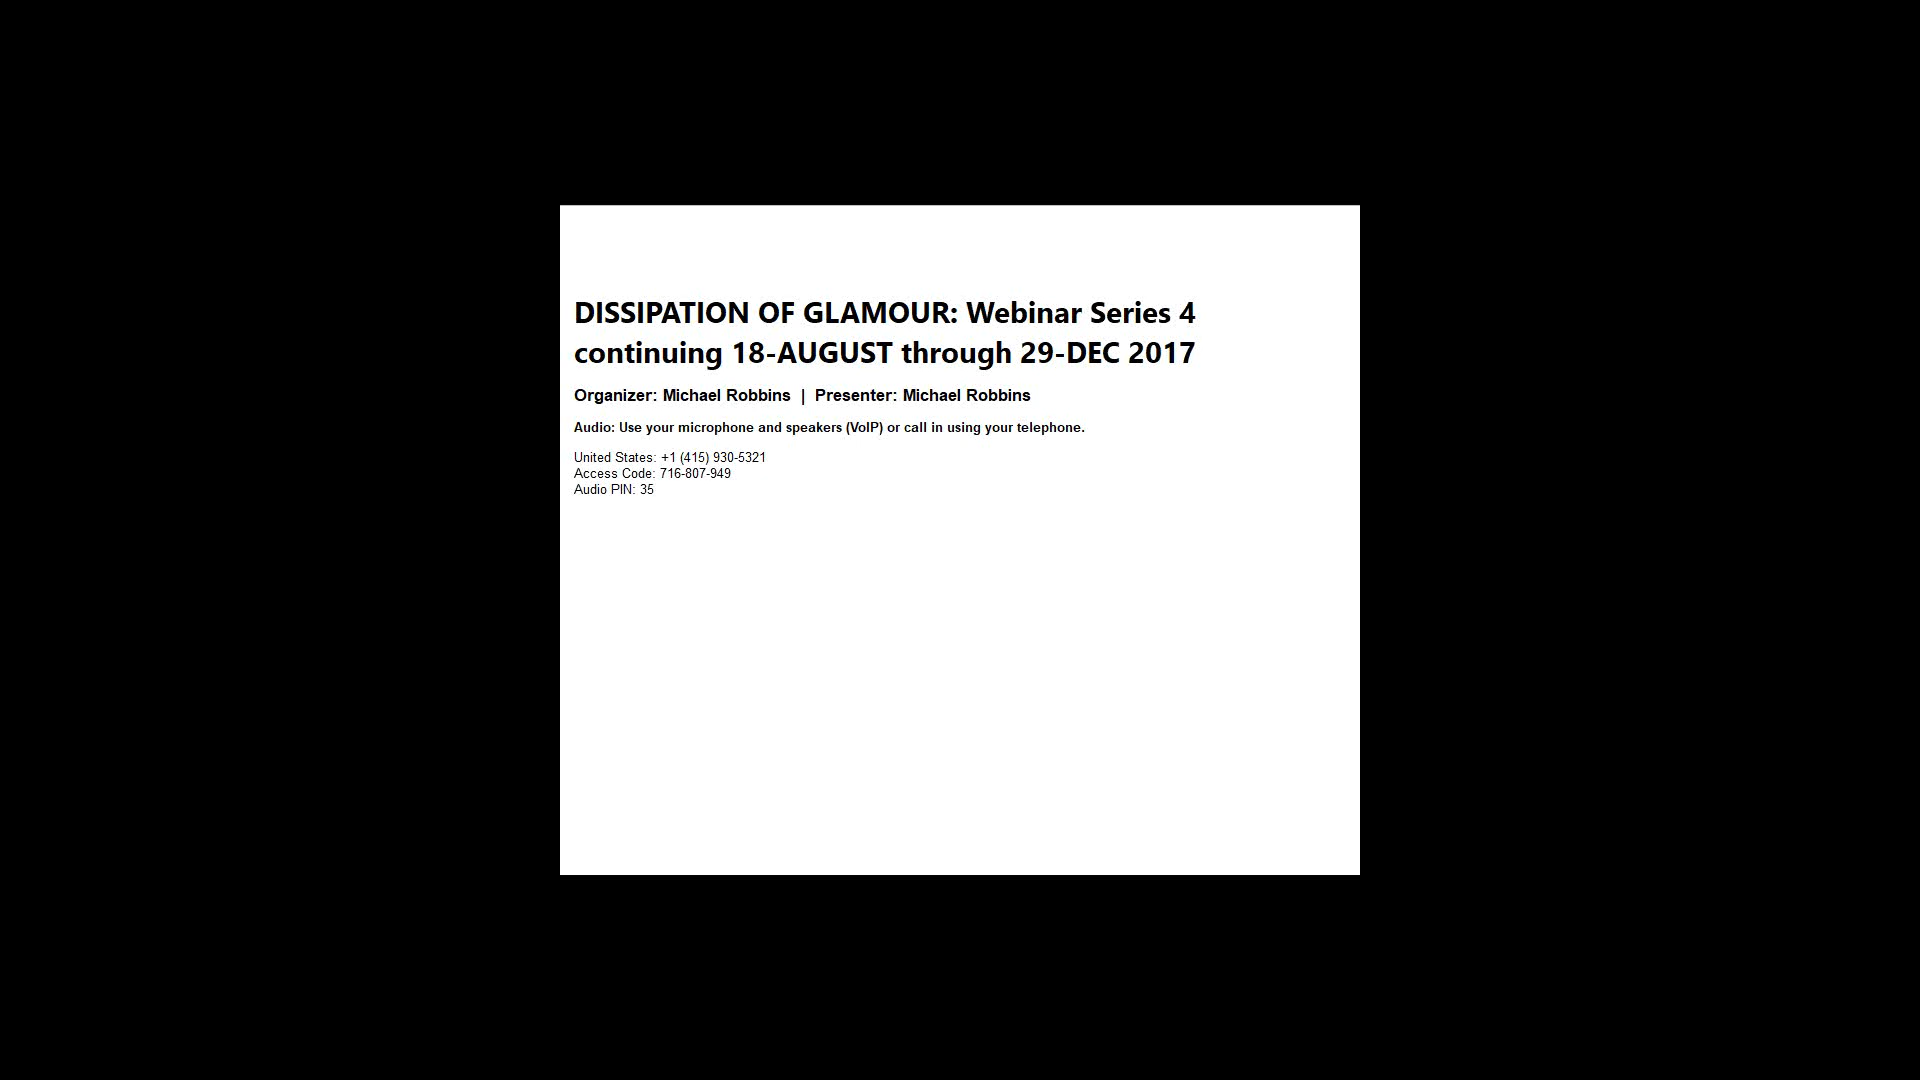 DISSIPATION OF GLAMOUR: Webinar Series 4
continuing 18-AUGUST through 29-DEC 2017
Organizer: Michael Robbins | Presenter: Michael Robbins
Audio: Use your microphone and speakers (VoIP) or call in using your telephone.
United States: +1 (415) 930-5321
Access Code: 716-807-949
Audio PIN: 35